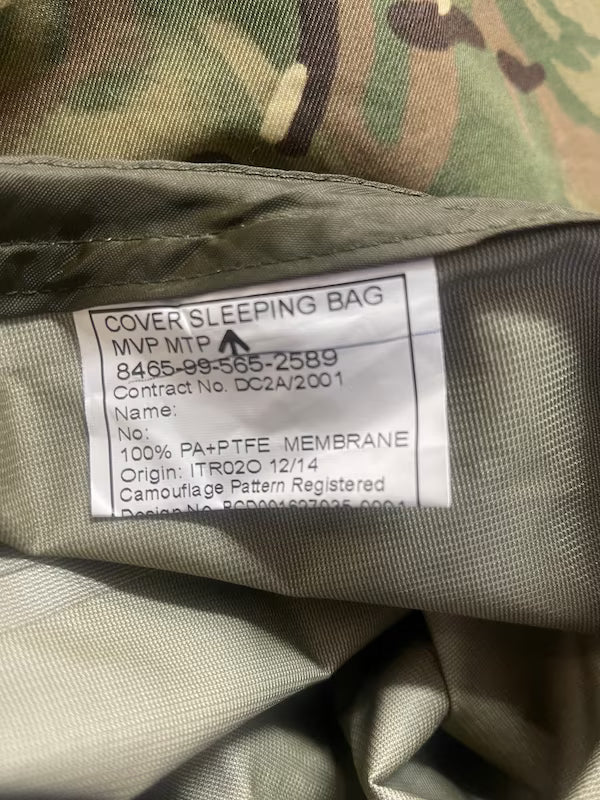 COVER SLEEPING BAG
MVP MTP
8465-99-565-2589
Contract No. DC2A/2001
Name:
No:
100% PA+PTFE MEMBRANE
Origin: ITR02O 12/14
Camouflage Pattern Registered
Design No.